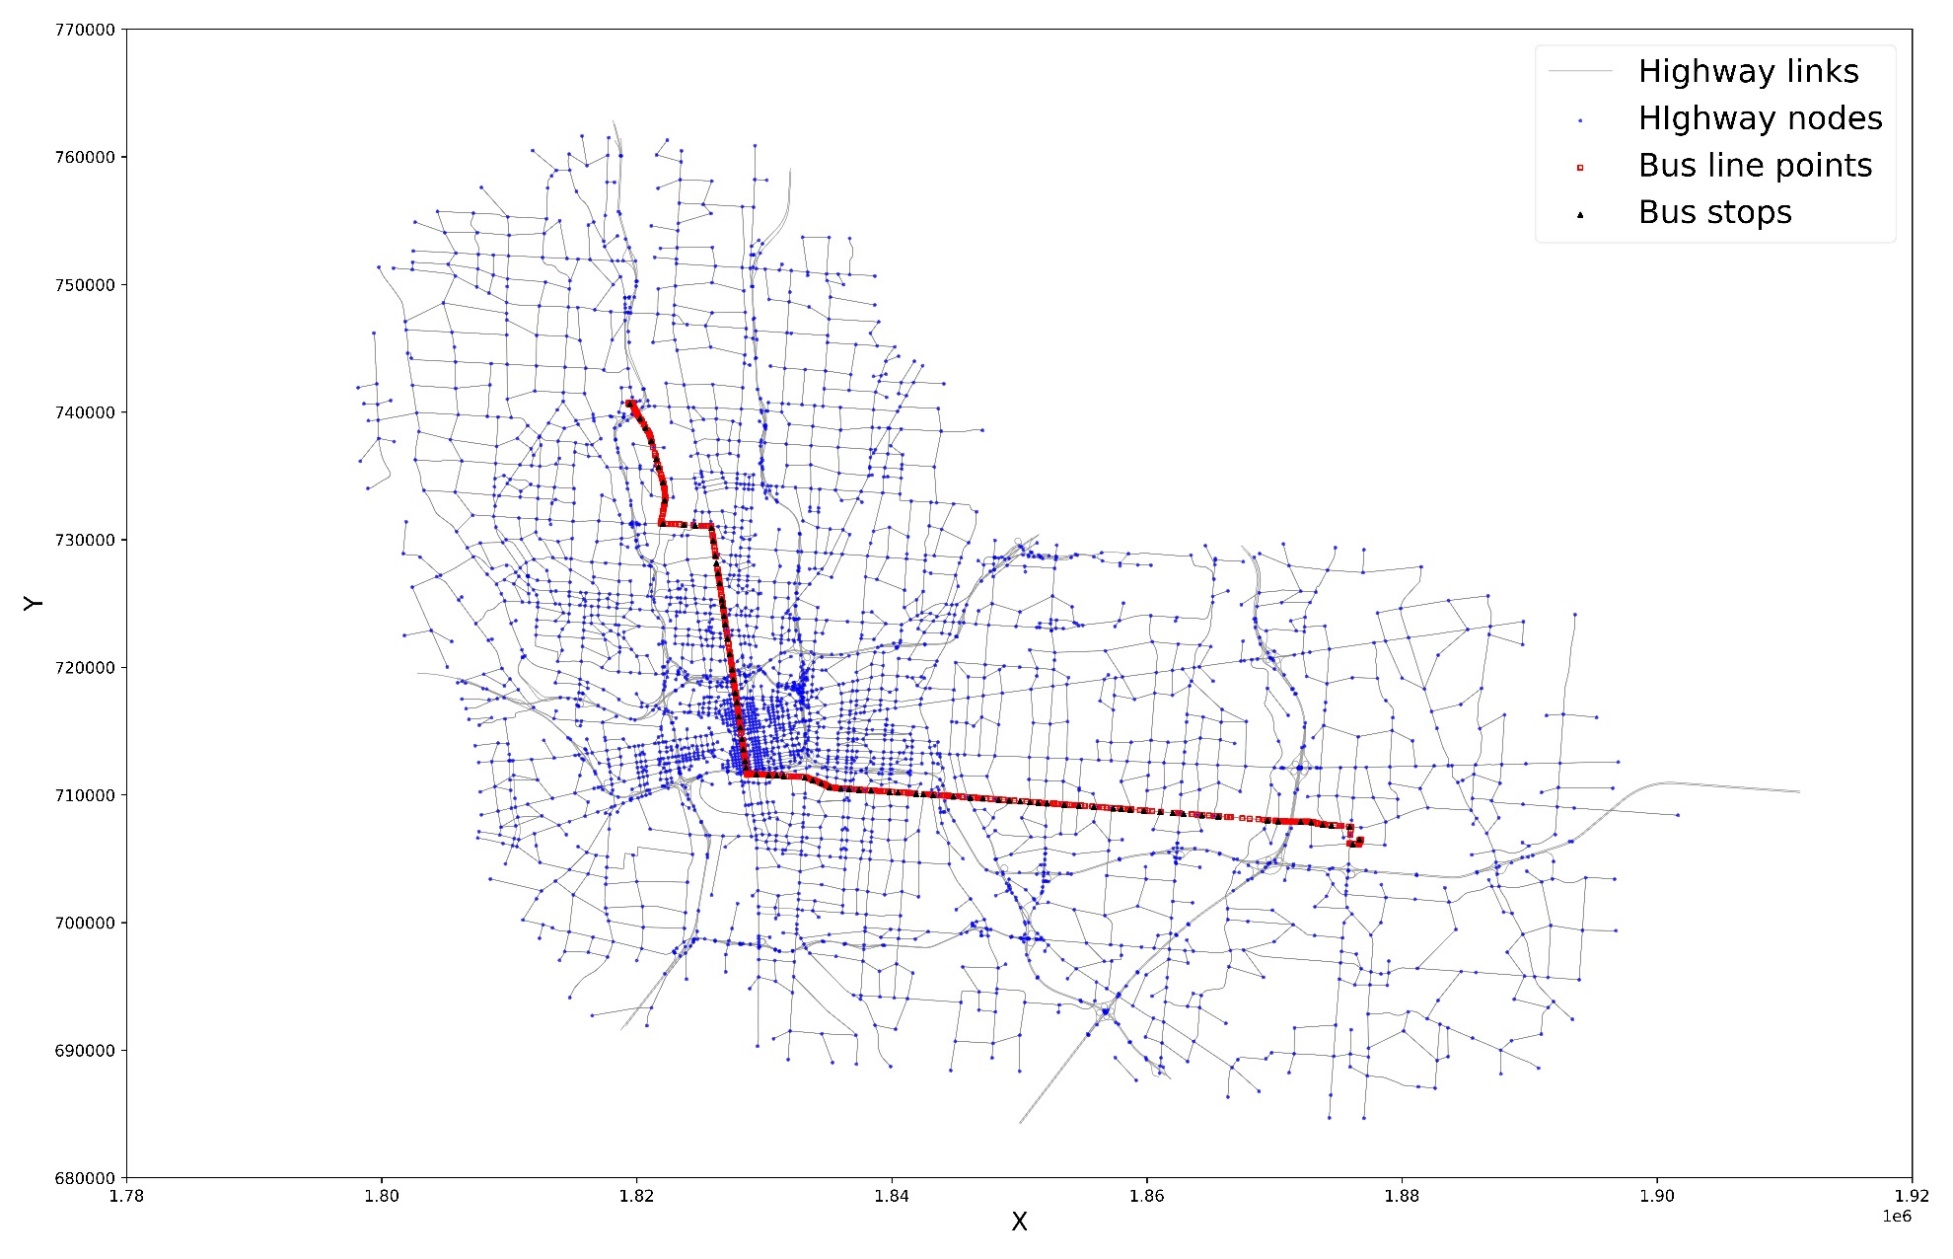 770000
760000
750000
740000
730000
720000
710000
700000
690000
680000
Y
1.78 1.80 1.82 1.84 1.86 1.88 1.90 1.92
1e6
X
Highway links
HIghway nodes
Bus line points
Bus stops